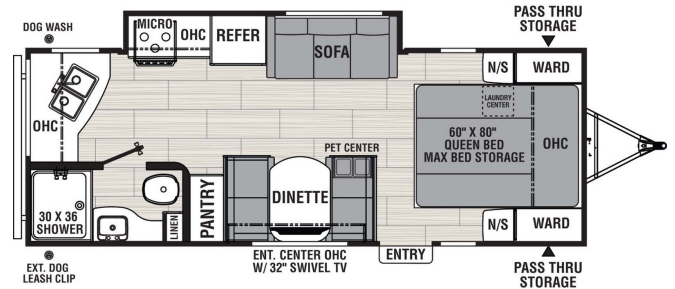 PASS THRU
STORAGE
DOG WASH
MICRO
OHC
REFER
SOFA
N/S
WARD
LAUNDRY
CENTER
OHC
60" X 80"
QUEEN BED
MAX BED STORAGE
OHC
PET CENTER
DINETTE
PANTRY
30 X 36
SHOWER
LINEN
N/S
WARD
ENT. CENTER OHC
W/ 32" SWIVEL TV
ENTRY
EXT. DOG
LEASH CLIP
PASS THRU
STORAGE